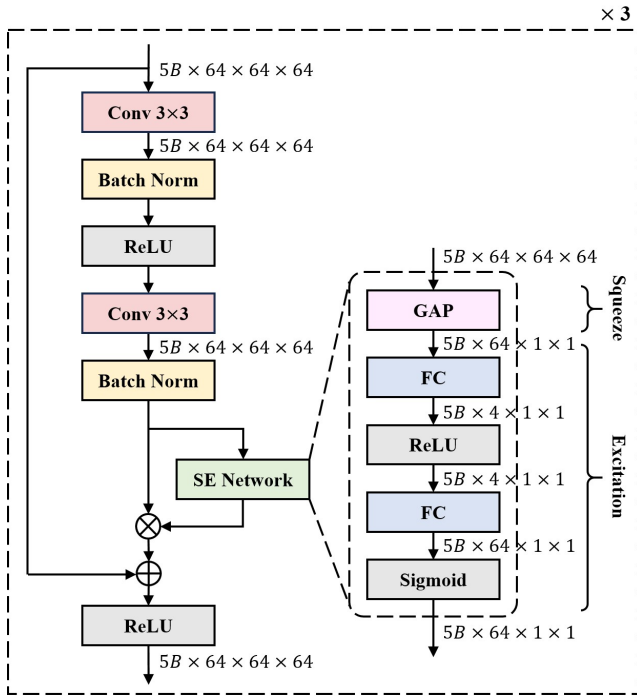 × 3
5B × 64 × 64 × 64
Conv 3×3
5B × 64 × 64 × 64
Batch Norm
ReLU
Conv 3×3
5B × 64 × 64 × 64
Batch Norm
SE Network
ReLU
5B × 64 × 64 × 64
5B × 64 × 64 × 64
GAP
5B × 64 × 1 × 1
FC
5B × 4 × 1 × 1
ReLU
5B × 4 × 1 × 1
FC
5B × 64 × 1 × 1
Sigmoid
5B × 64 × 1 × 1
Squeeze
Excitation